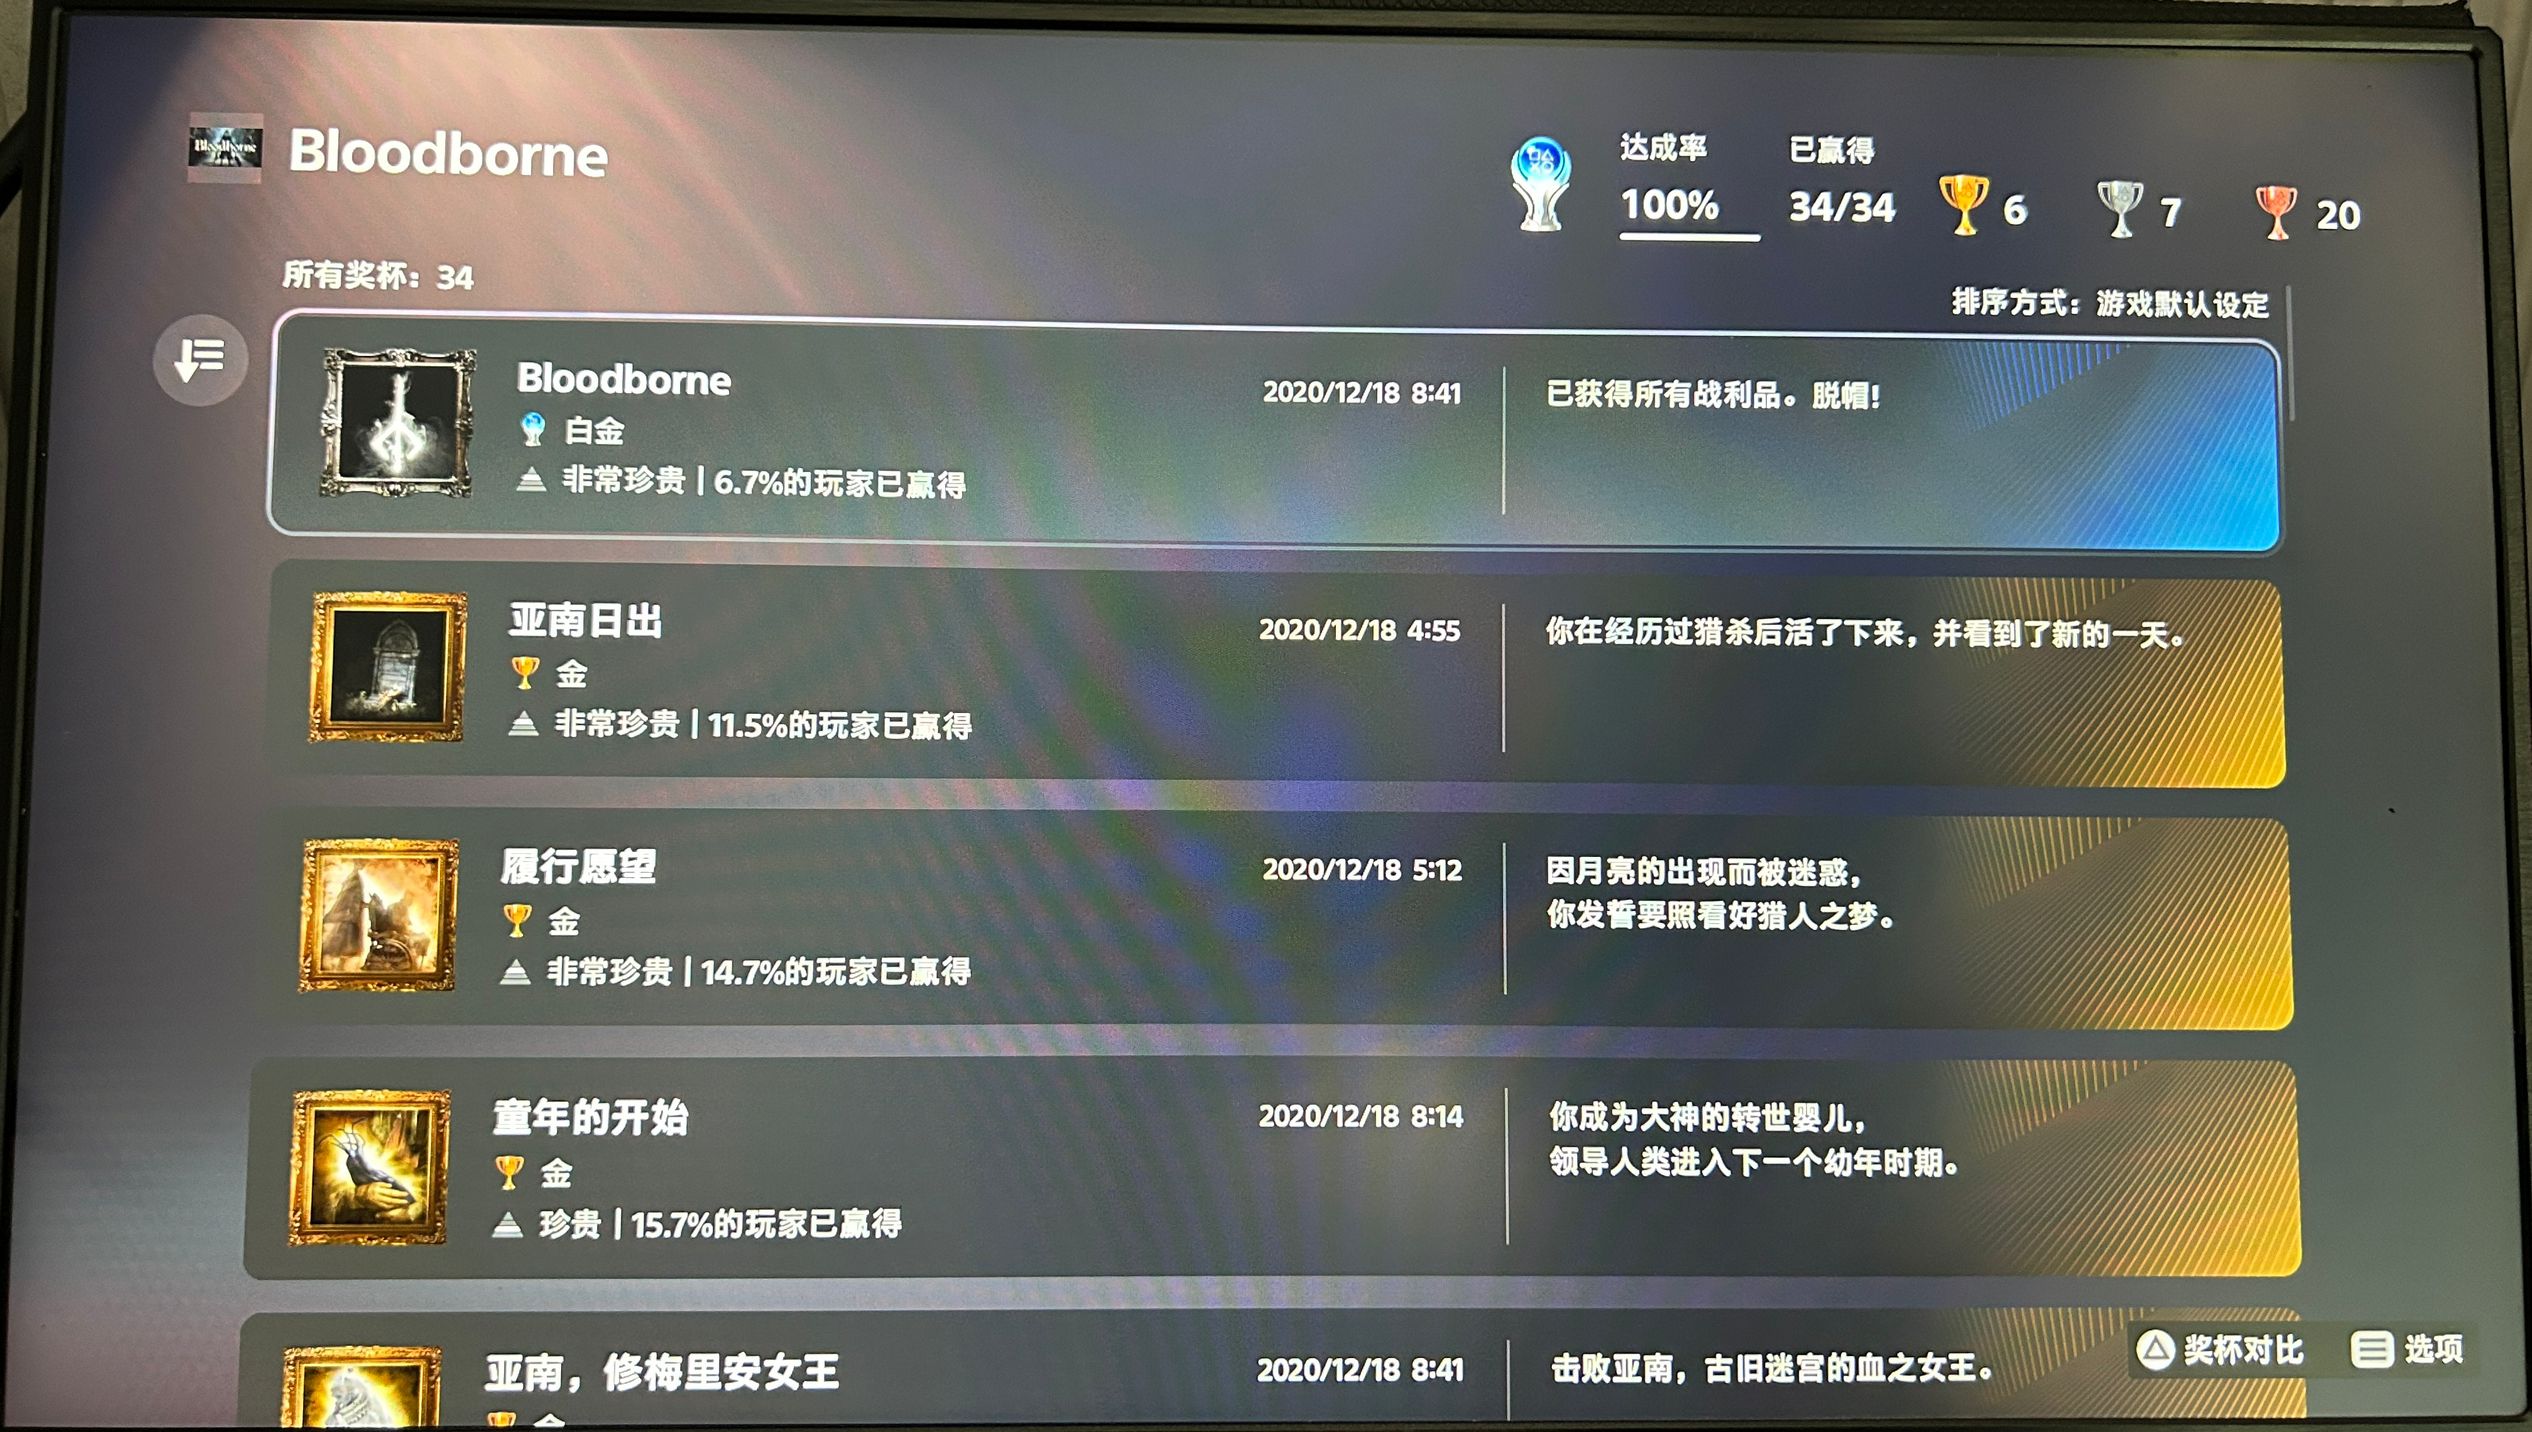 Bloodborne
Bloodborne
达成率
已赢得
100%
34/34
6
7
20
所有奖杯：34
排序方式：游戏默认设定
Bloodborne
2020/12/18 8:41
已获得所有战利品。脱帽！
白金
非常珍贵 | 6.7%的玩家已赢得
亚南日出
2020/12/18 4:55
你在经历过猎杀后活了下来，并看到了新的一天。
金
非常珍贵 | 11.5%的玩家已赢得
履行愿望
2020/12/18 5:12
因月亮的出现而被迷惑，
你发誓要照看好猎人之梦。
金
非常珍贵 | 14.7%的玩家已赢得
童年的开始
2020/12/18 8:14
你成为大神的转世婴儿，
领导人类进入下一个幼年时期。
金
珍贵 | 15.7%的玩家已赢得
亚南，修梅里安女王
2020/12/18 8:41
击败亚南，古旧迷宫的血之女王。
金
奖杯对比
选项